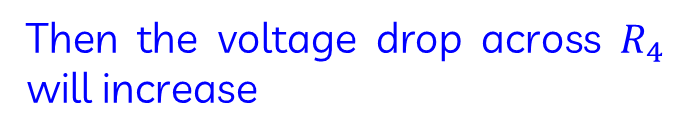 Then the voltage drop across R₄
will increase